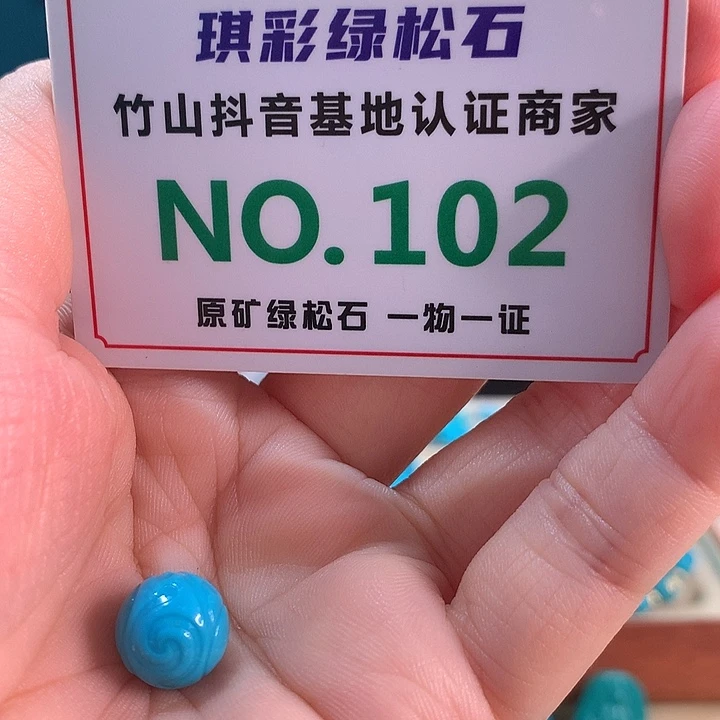 琪彩绿松石
竹山抖音基地认证商家
NO.102
原矿绿松石 一物一证